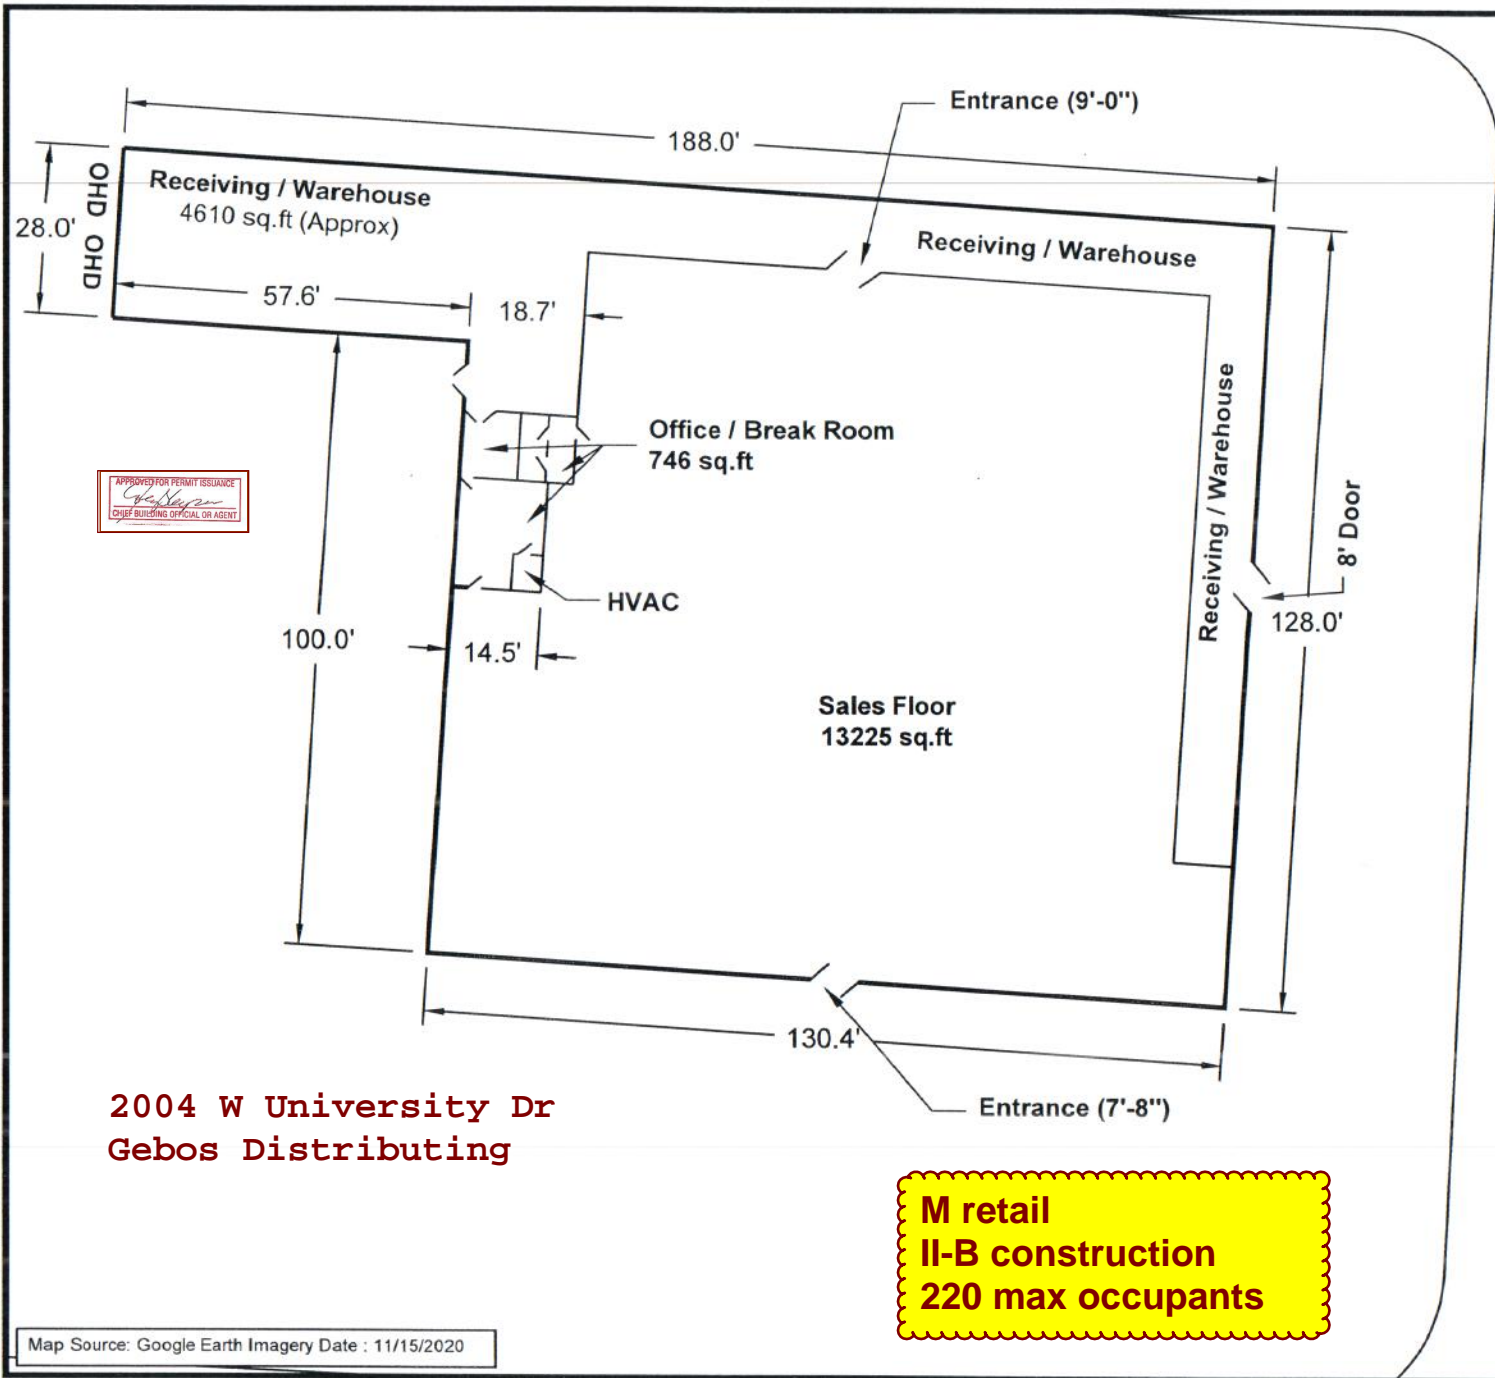 Entrance (9'-0")
188.0'
OHD OHD
28.0'
Receiving / Warehouse
4610 sq.ft (Approx)
Receiving / Warehouse
57.6'
18.7'
Office / Break Room
746 sq.ft
Receiving / Warehouse
8' Door
APPROVED FOR PERMIT ISSUANCE
CHIEF BUILDING OFFICIAL OR AGENT
HVAC
100.0'
14.5'
128.0'
Sales Floor
13225 sq.ft
130.4'
Entrance (7'-8")
2004 W University Dr
Gebos Distributing
M retail
II-B construction
220 max occupants
Map Source: Google Earth Imagery Date : 11/15/2020